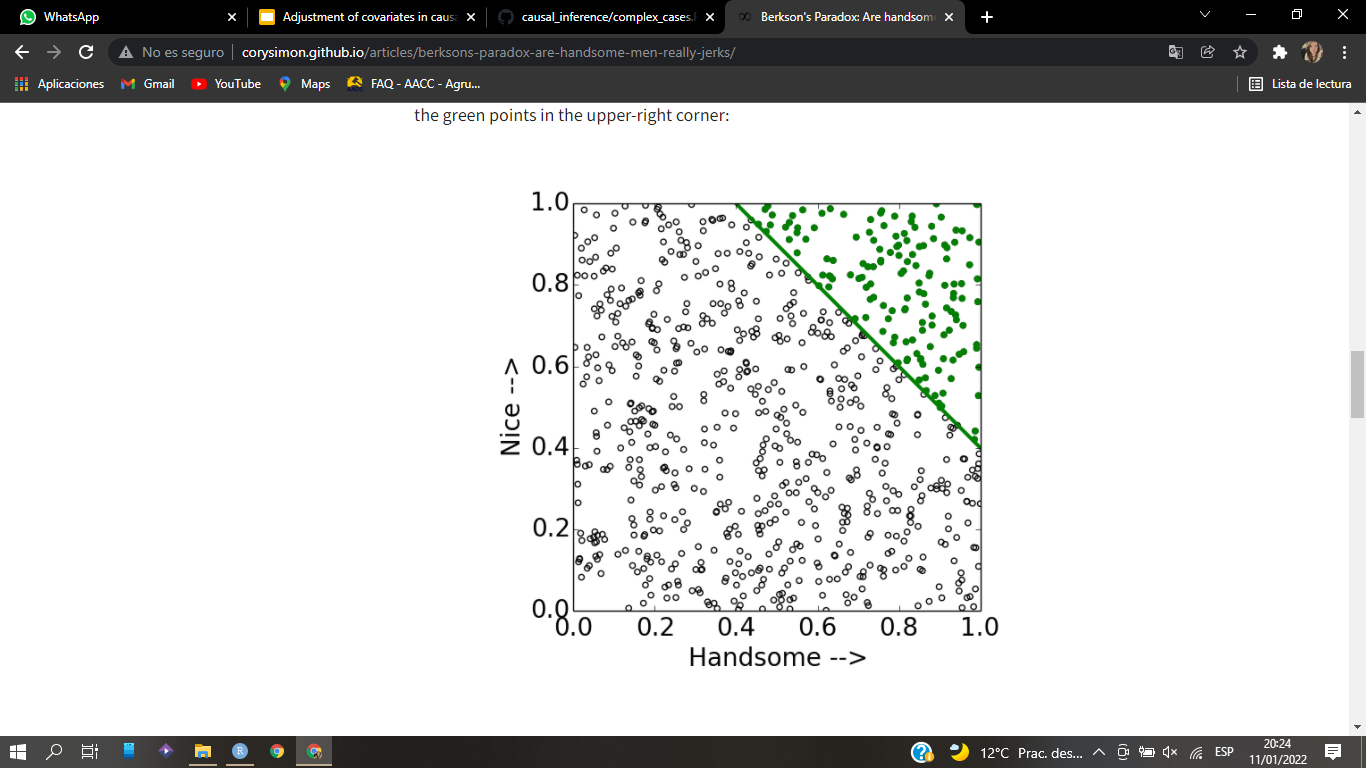 WhatsApp
Adjustment of covariates in causa
causal_inference/complex_cases.
Berkson's Paradox: Are handsom
No es seguro
corysimon.github.io/articles/berksons-paradox-are-handsome-men-really-jerks/
Aplicaciones
Gmail
YouTube
Maps
FAQ - AACC - Agru...
Lista de lectura
the green points in the upper-right corner:
1.0
0.8
0.6
0.4
0.2
0.0
Nice -->
0.0 0.2 0.4 0.6 0.8 1.0
Handsome -->
12°C Prac. des...
ESP
20:24
11/01/2022